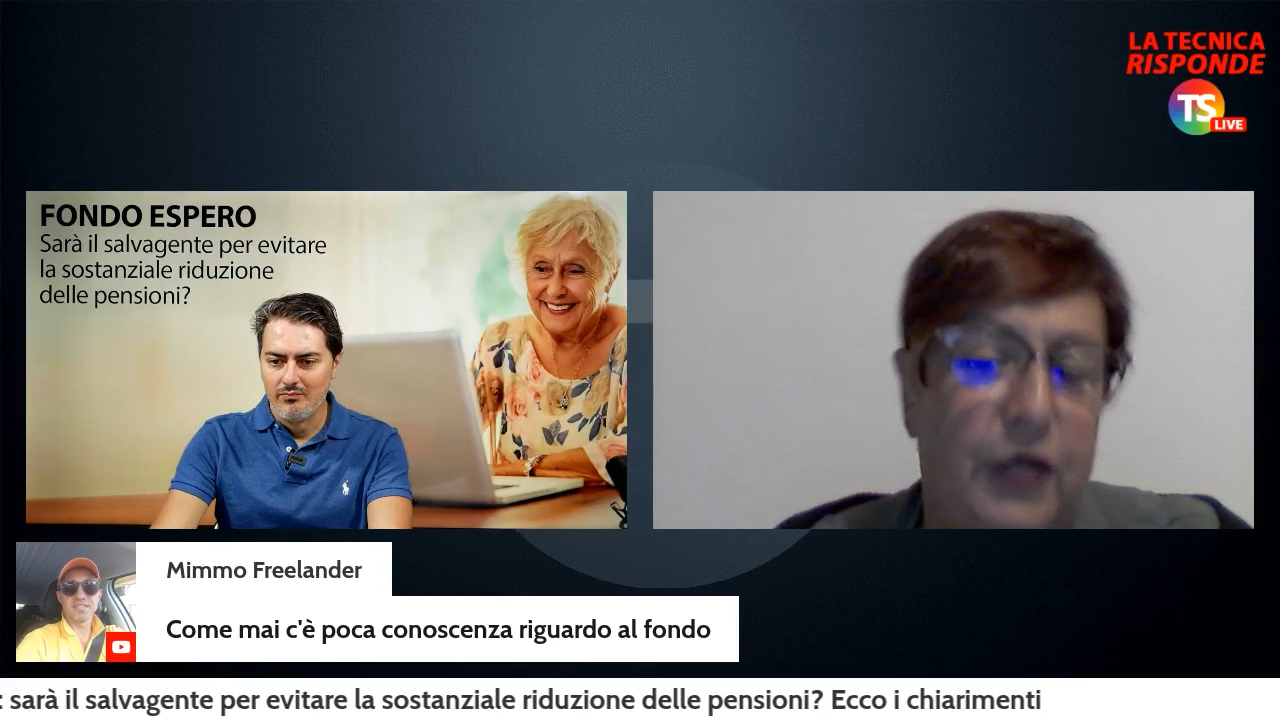 LA TECNICA
RISPONDE
TS
LIVE
FONDO ESPERO
Sarà il salvagente per evitare
la sostanziale riduzione
delle pensioni?
Mimmo Freelander
Come mai c'è poca conoscenza riguardo al fondo
: sarà il salvagente per evitare la sostanziale riduzione delle pensioni? Ecco i chiarimenti